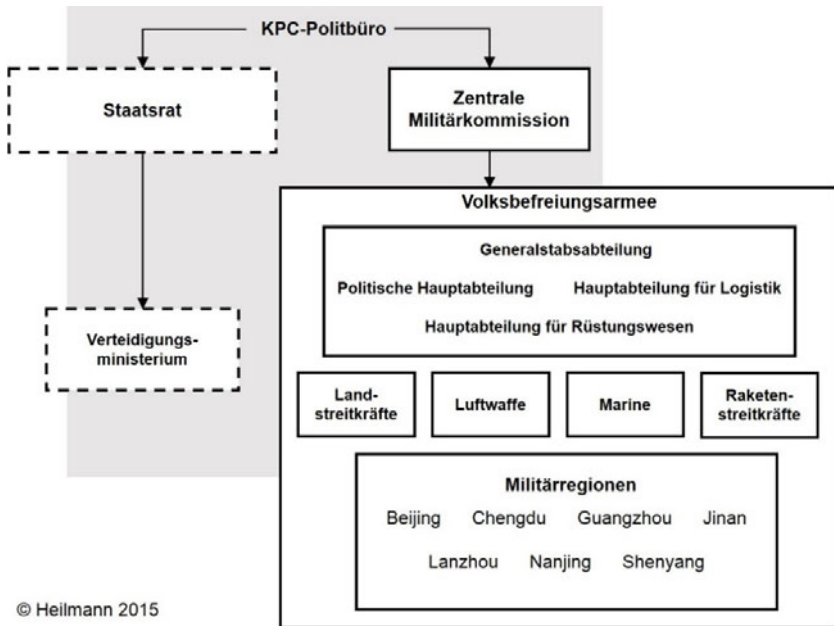 KPC-Politbüro
Staatsrat
Zentrale
Militärkommission
Volksbefreiungsarmee
Generalstabsabteilung
Politische Hauptabteilung Hauptabteilung für Logistik
Hauptabteilung für Rüstungswesen
Verteidigungs-
ministerium
Land-
streitkräfte
Luftwaffe
Marine
Raketen-
streitkräfte
Militärregionen
Beijing Chengdu Guangzhou Jinan
Lanzhou Nanjing Shenyang
© Heilmann 2015